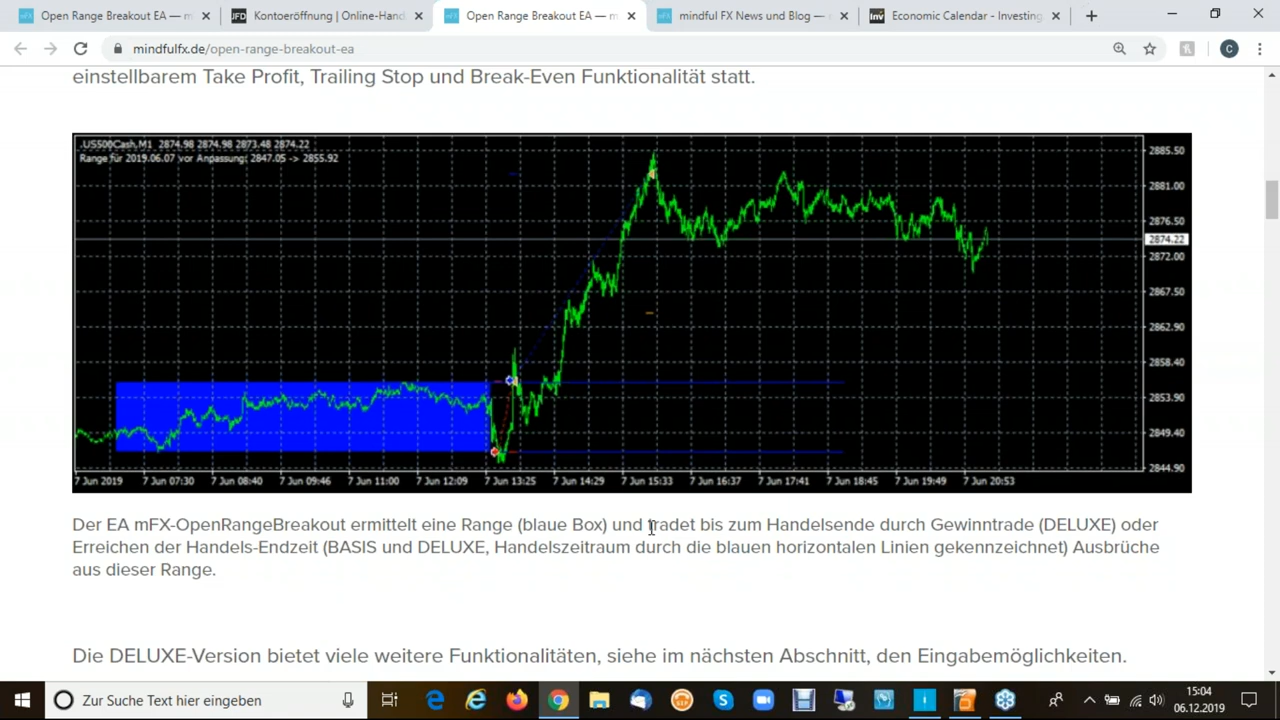 Open Range Breakout EA — m
Kontoeröffnung | Online-Hand
Open Range Breakout EA — m
mindful FX News und Blog —
Economic Calendar - Investing
mindfulfx.de/open-range-breakout-ea
C
einstellbarem Take Profit, Trailing Stop und Break-Even Funktionalität statt.
.US500Cash,M1 2874.98 2874.98 2873.48 2874.22
Range für 2019.06.07 vor Anpassung: 2847.05 -> 2855.92
2885.50
2881.00
2876.50
2874.22
2872.00
2867.50
2862.90
2858.40
2853.90
2849.40
2844.90
7 Jun 2019 7 Jun 07:30 7 Jun 08:40 7 Jun 09:46 7 Jun 11:00 7 Jun 12:09 7 Jun 13:25 7 Jun 14:29 7 Jun 15:33 7 Jun 16:37 7 Jun 17:41 7 Jun 18:45 7 Jun 19:49 7 Jun 20:53
Der EA mFX-OpenRangeBreakout ermittelt eine Range (blaue Box) und tradet bis zum Handelsende durch Gewinntrade (DELUXE) oder
Erreichen der Handels-Endzeit (BASIS und DELUXE, Handelszeitraum durch die blauen horizontalen Linien gekennzeichnet) Ausbrüche
aus dieser Range.
Die DELUXE-Version bietet viele weitere Funktionalitäten, siehe im nächsten Abschnitt, den Eingabemöglichkeiten.
Zur Suche Text hier eingeben
15:04
06.12.2019